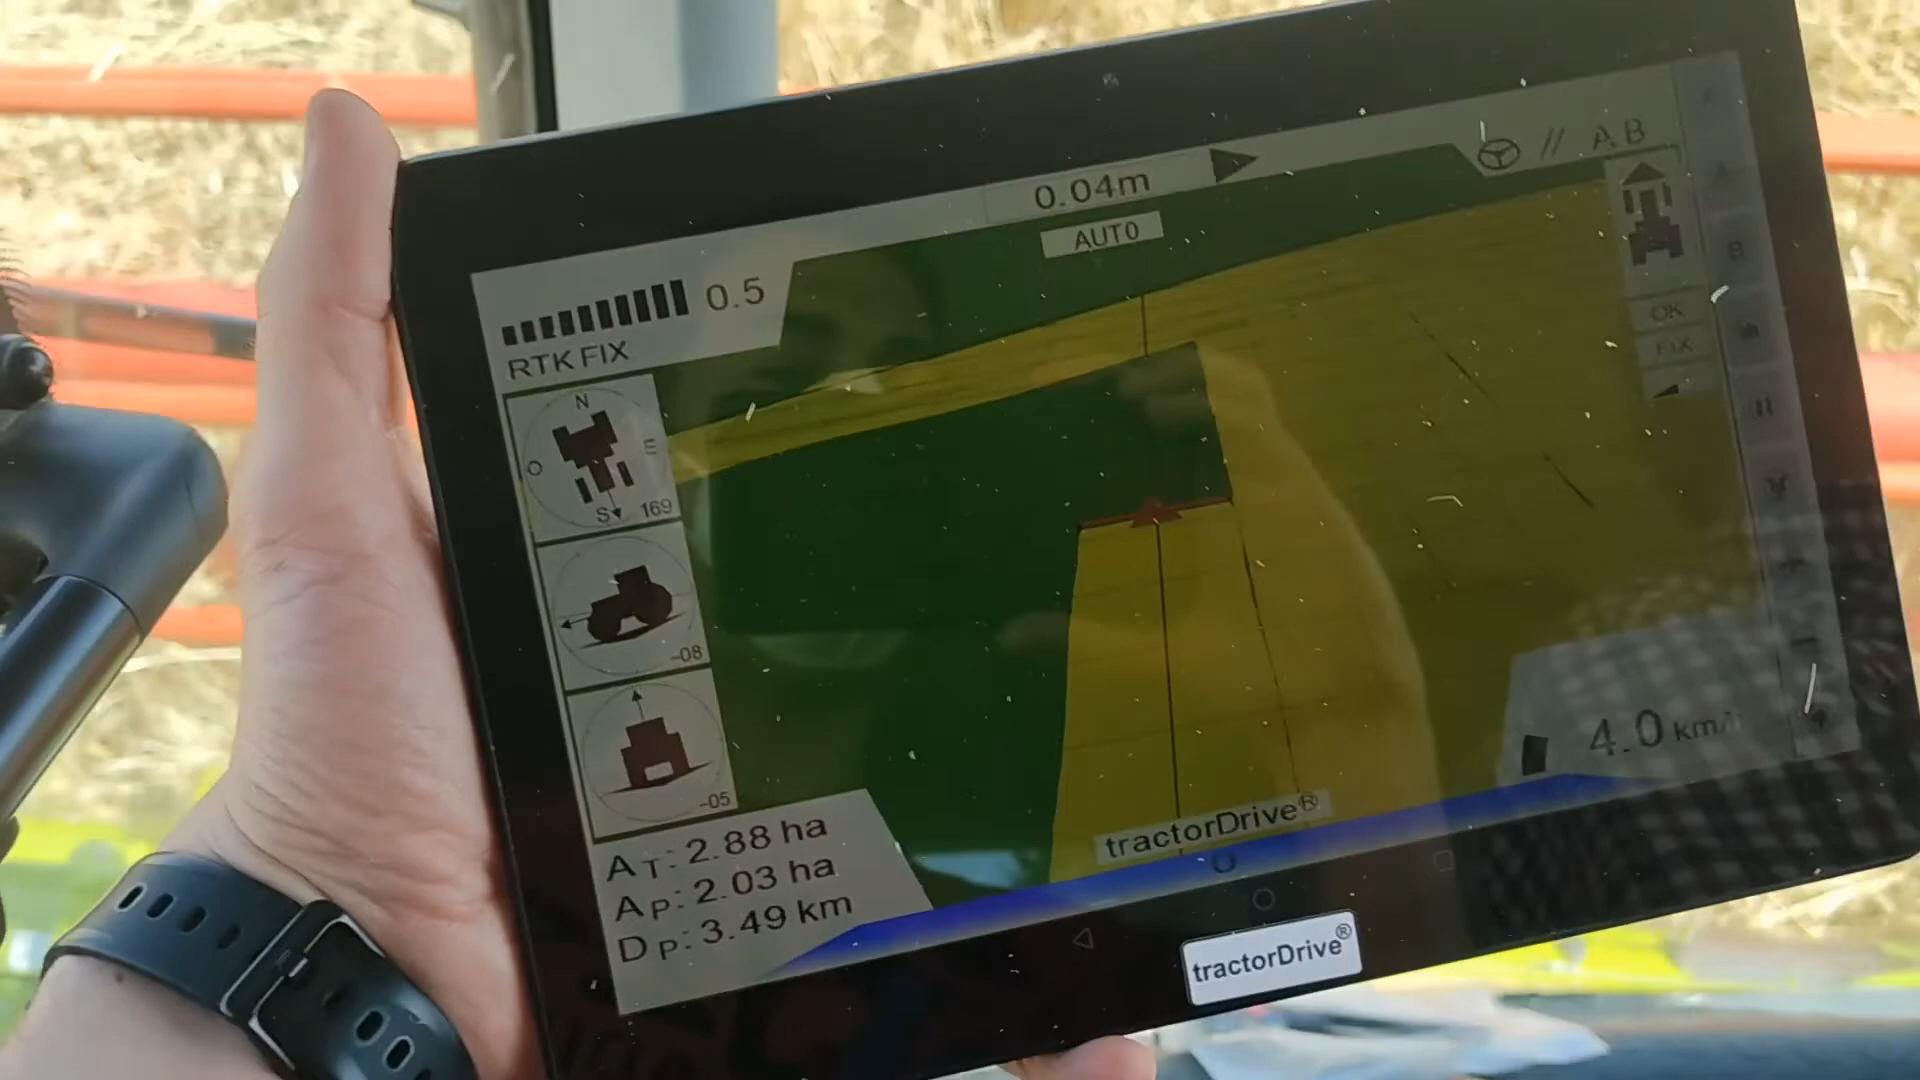 0.04m
// A B
AUTO
0.5
RTK FIX
N
O E
S 169
-08
-05
OK
FIX
A
B
4.0 km/h
AT: 2.88 ha
AP: 2.03 ha
DP: 3.49 km
tractorDrive®
tractorDrive®